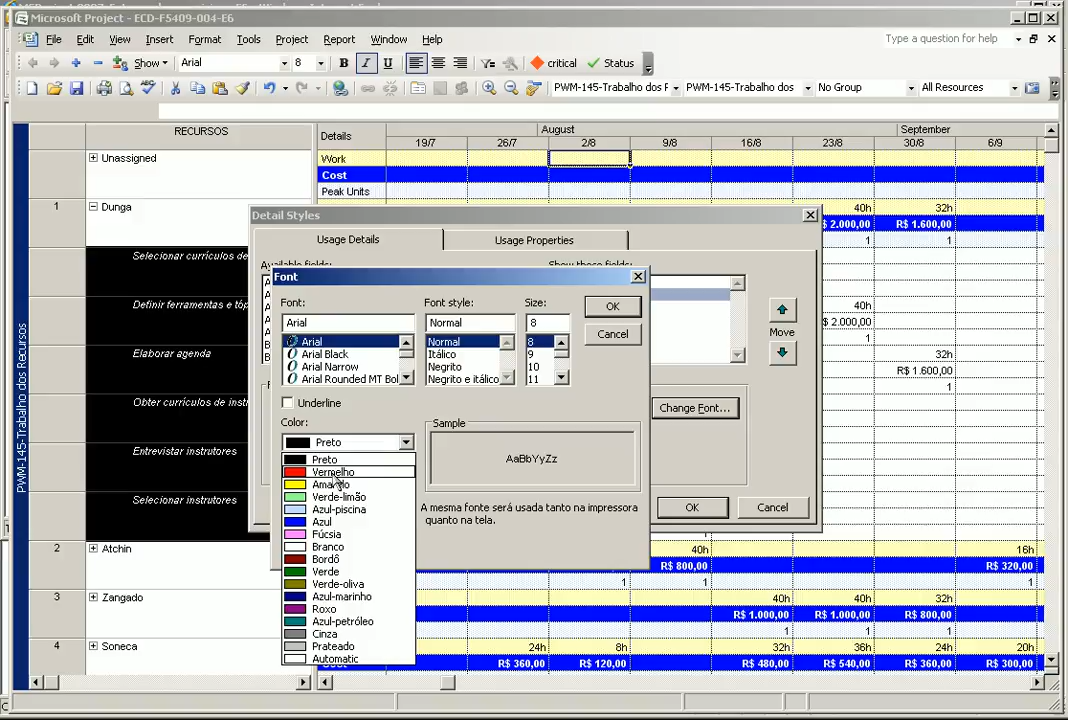 Microsoft Project - ECD-F5409-004-E6
File Edit View Insert Format Tools Project Report Window Help
Type a question for help
Show Arial 8 B I U critical Status
PWM-145-Trabalho dos F PWM-145-Trabalho dos No Group All Resources
RECURSOS
Details
August
September
19/7 26/7 2/8 9/8 16/8 23/8 30/8 6/9
Unassigned
Work
Cost
Peak Units
1 Dunga
40h 32h
$ 2.000,00 R$ 1.600,00
1 1
Detail Styles
Usage Details
Usage Properties
Available fields:
Show these fields:
Move
Change Font...
OK
Cancel
Font
Font:
Arial
Arial
Arial Black
Arial Narrow
Arial Rounded MT Bol
Font style:
Normal
Normal
Itálico
Negrito
Negrito e itálico
Size:
8
8
9
10
11
OK
Cancel
Underline
Color:
Preto
Preto
Vermelho
Amarelo
Verde-limão
Azul-piscina
Azul
Fúcsia
Branco
Bordô
Verde
Verde-oliva
Azul-marinho
Roxo
Azul-petróleo
Cinza
Prateado
Automatic
Sample
AaBbYyZz
A mesma fonte será usada tanto na impressora
quanto na tela.
Selecionar currículos de
Definir ferramentas e tóp
40h
$ 2.000,00
1
Elaborar agenda
32h
R$ 1.600,00
1
Obter currículos de inst
Entrevistar instrutores
Selecionar instrutores
PWM-145-Trabalho dos Recursos
2 Atchin
40h 16h
R$ 800,00 R$ 320,00
1 1 1
3 Zangado
40h 40h 32h
R$ 1.000,00 R$ 1.000,00 R$ 800,00
1 1 1
4 Soneca
24h 8h 36h 24h 20h
Cost R$ 360,00 R$ 120,00 R$ 480,00 R$ 540,00 R$ 360,00 R$ 300,00